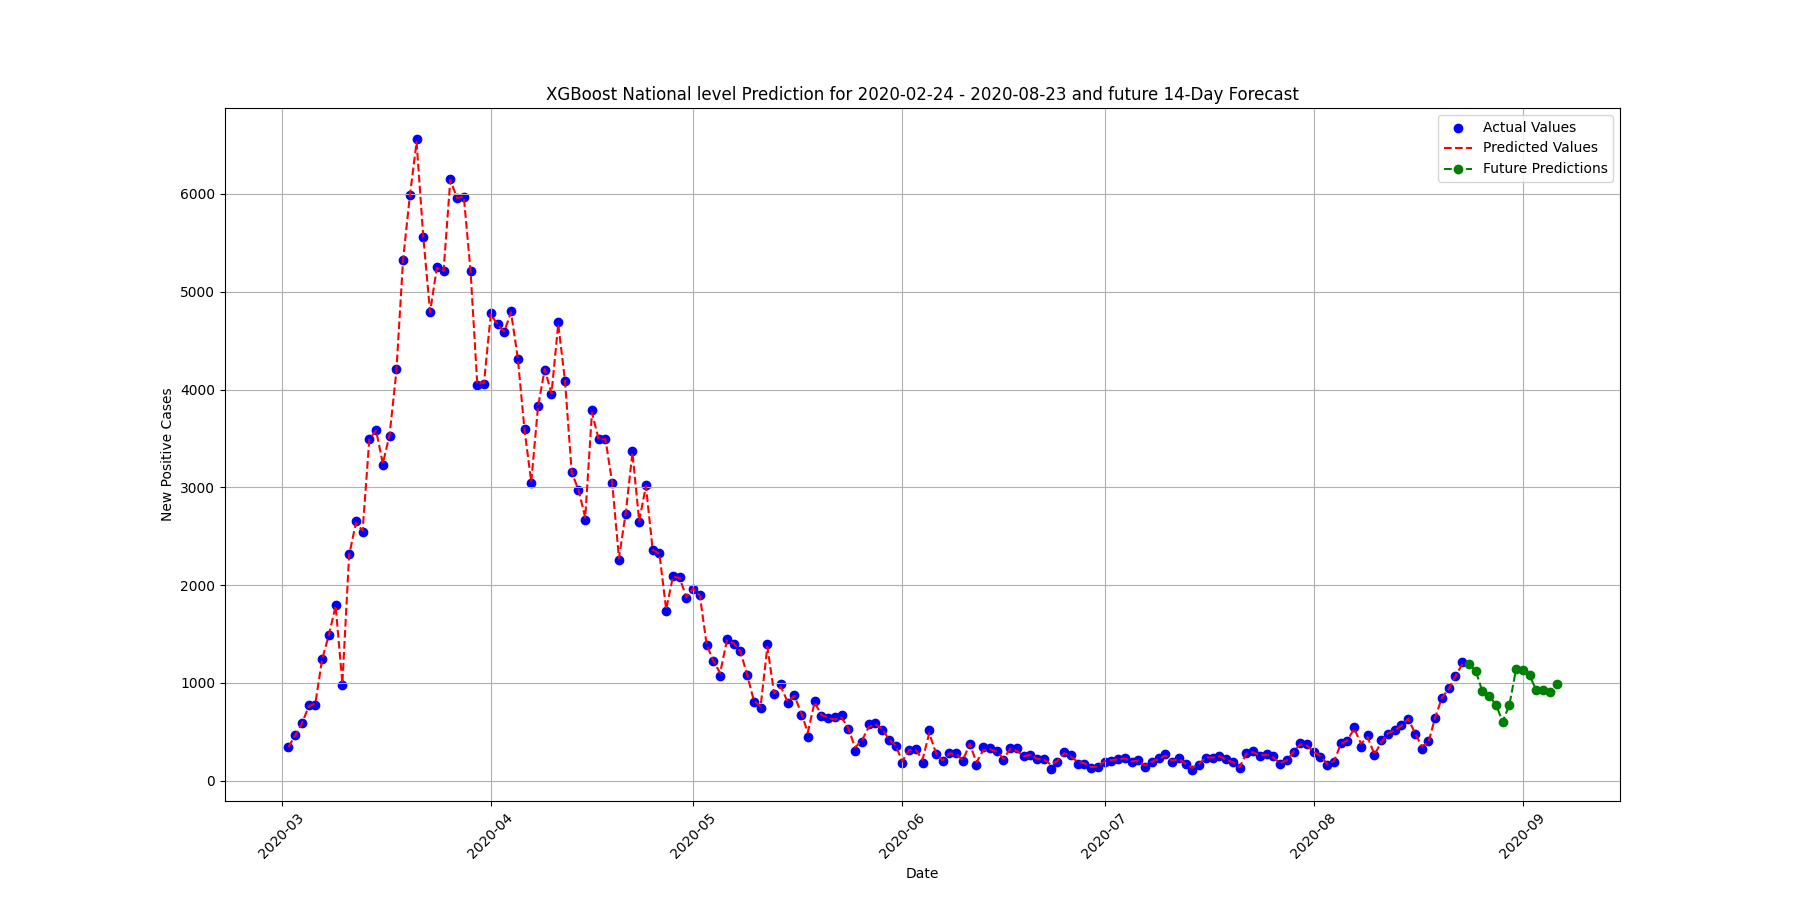 XGBoost National level Prediction for 2020-02-24 - 2020-08-23 and future 14-Day Forecast
Actual Values
Predicted Values
Future Predictions
New Positive Cases
6000
5000
4000
3000
2000
1000
0
2020-03
2020-04
2020-05
2020-06
2020-07
2020-08
2020-09
Date